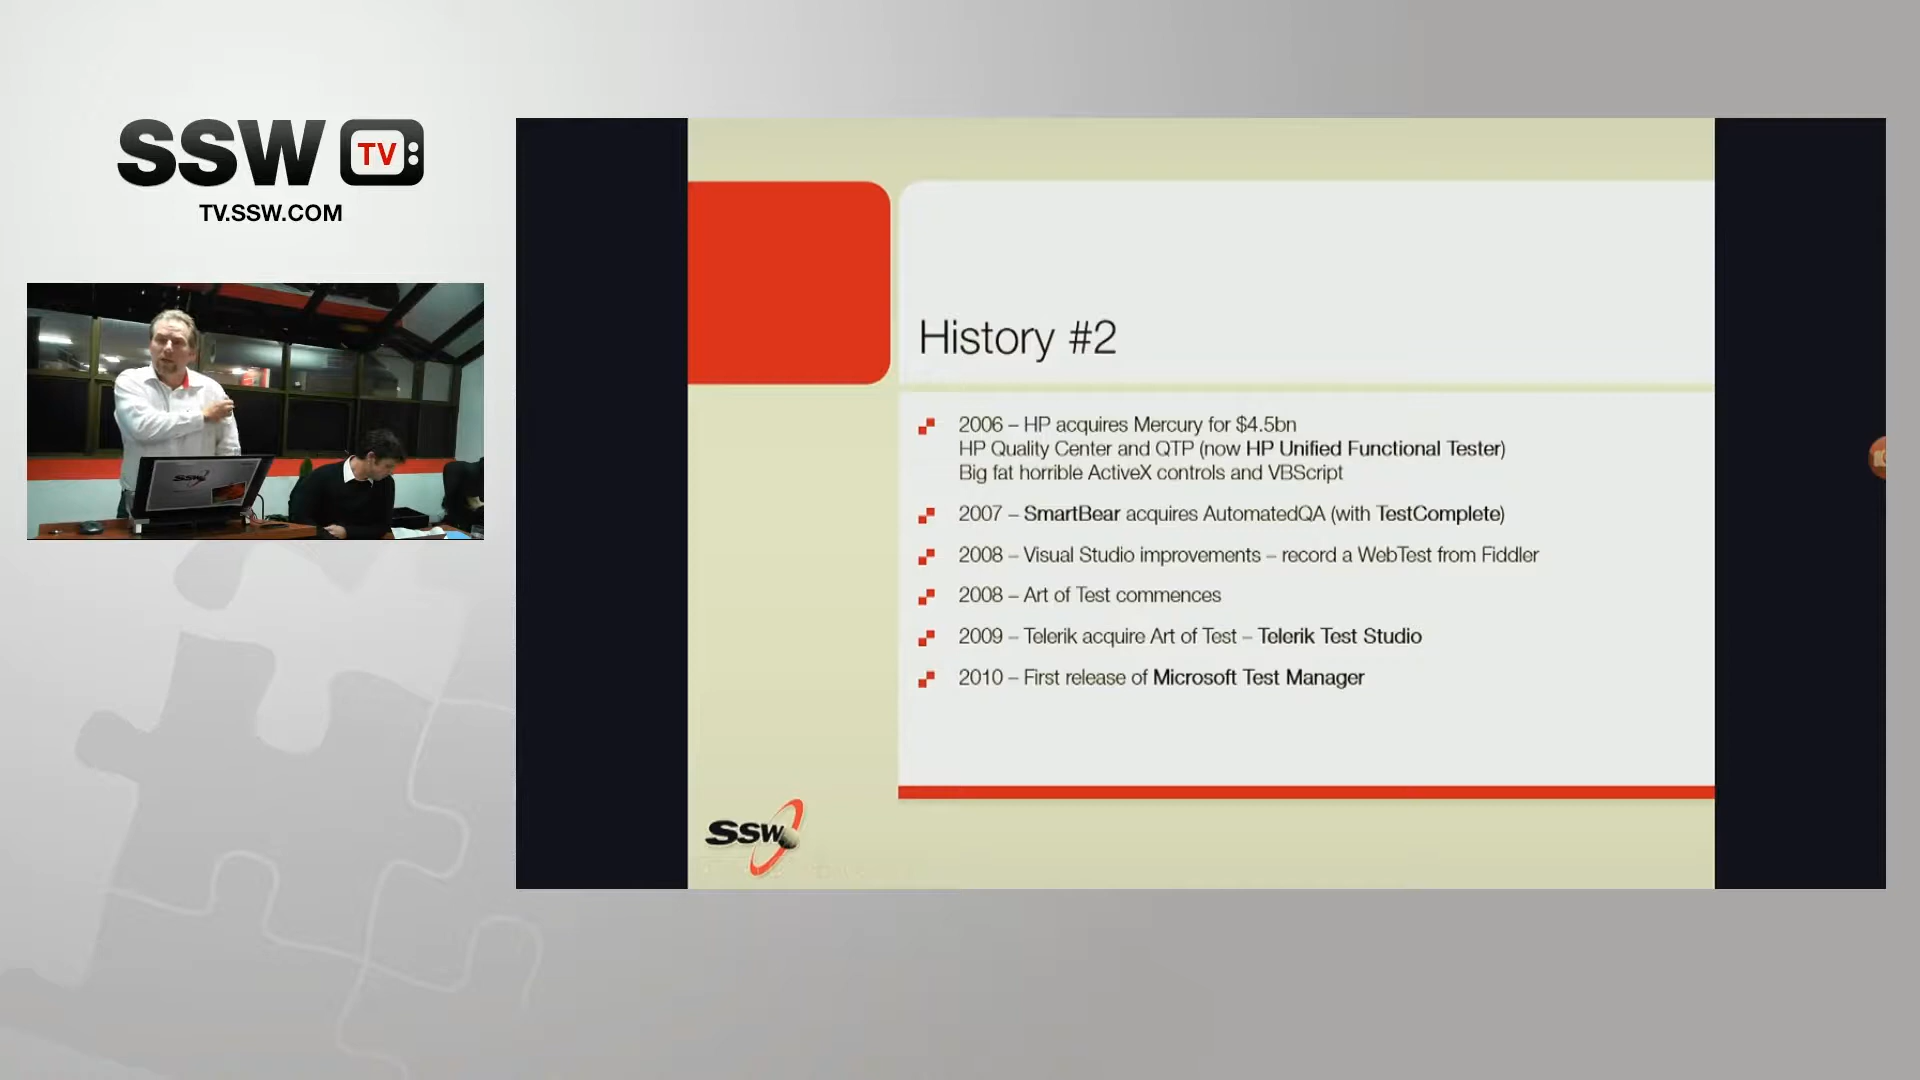 SSW TV:
TV.SSW.COM
SSW
History #2
2006 – HP acquires Mercury for $4.5bn
HP Quality Center and QTP (now HP Unified Functional Tester)
Big fat horrible ActiveX controls and VBScript
2007 – SmartBear acquires AutomatedQA (with TestComplete)
2008 – Visual Studio improvements – record a WebTest from Fiddler
2008 – Art of Test commences
2009 – Telerik acquire Art of Test – Telerik Test Studio
2010 – First release of Microsoft Test Manager
SSW